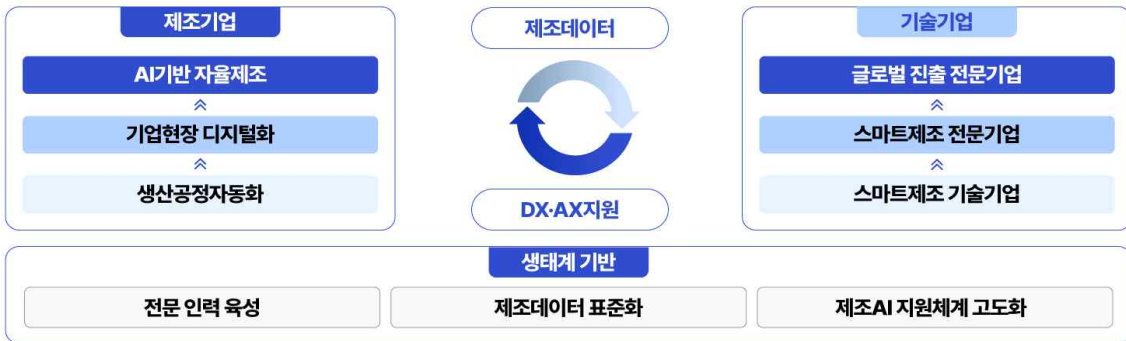 제조기업
AI기반 자율제조
기업현장 디지털화
생산공정자동화
제조데이터
DX·AX지원
기술기업
글로벌 진출 전문기업
스마트제조 전문기업
스마트제조 기술기업
생태계 기반
전문 인력 육성
제조데이터 표준화
제조AI 지원체계 고도화